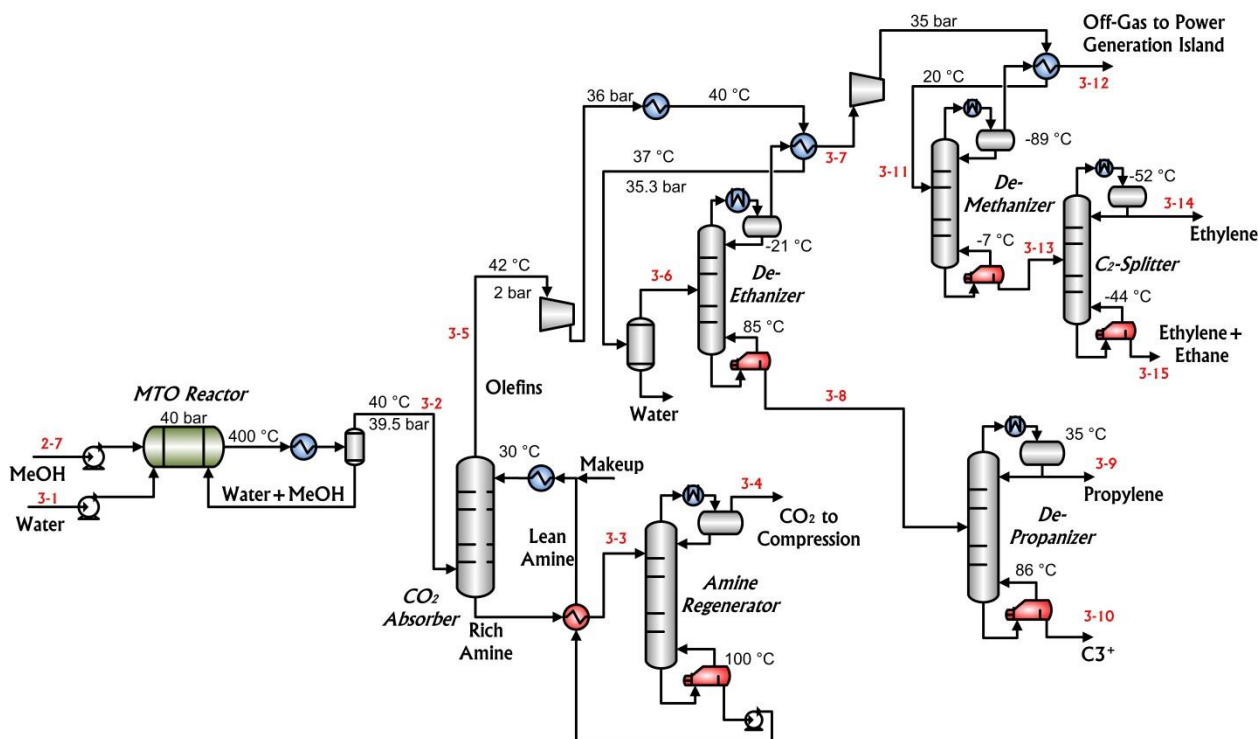 35 bar
Off-Gas to Power
Generation Island
3-12
20 °C
36 bar
40 °C
3-7
37 °C
35.3 bar
-89 °C
3-11
De-
Methanizer
-52 °C
3-14
Ethylene
-7 °C
3-13
C₂-Splitter
-44 °C
Ethylene+
Ethane
3-15
-21 °C
De-
Ethanizer
3-6
85 °C
42 °C
2 bar
3-5
Olefins
Water
3-8
MTO Reactor
40 bar
400 °C
40 °C
3-2
39.5 bar
2-7
MeOH
3-1
Water
Water+MeOH
30 °C
Makeup
Lean
Amine
3-3
3-4
CO₂ to
Compression
CO₂
Absorber
Rich
Amine
Amine
Regenerator
100 °C
35 °C
3-9
Propylene
De-
Propanizer
86 °C
3-10
C3⁺